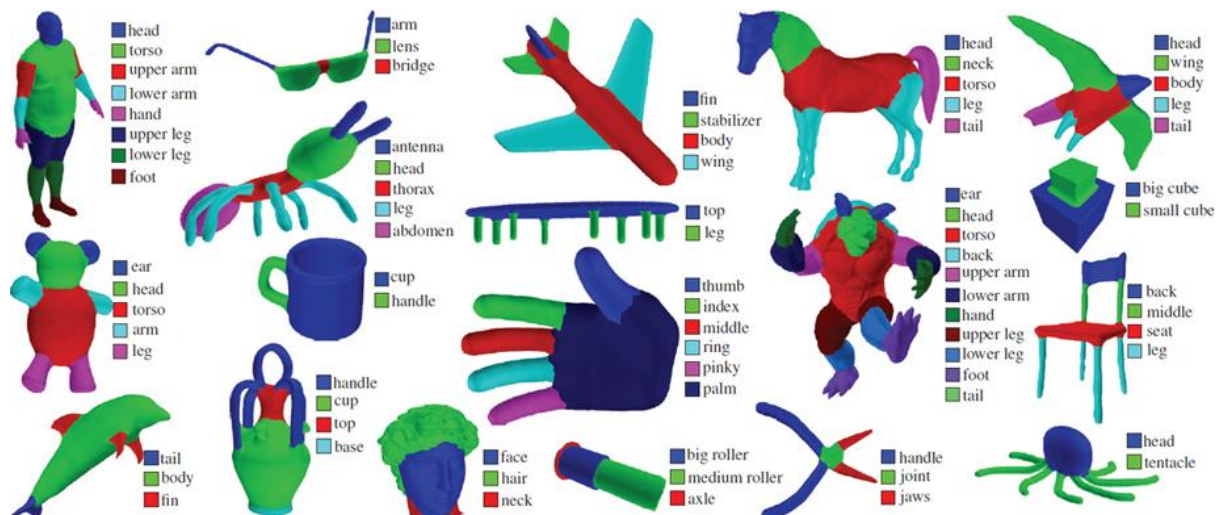 head
torso
upper arm
lower arm
hand
upper leg
lower leg
foot
arm
lens
bridge
antenna
head
thorax
leg
abdomen
fin
stabilizer
body
wing
head
neck
torso
leg
tail
head
wing
body
leg
tail
big cube
small cube
top
leg
ear
head
torso
arm
leg
cup
handle
thumb
index
middle
ring
pinky
palm
ear
head
torso
back
upper arm
lower arm
hand
upper leg
lower leg
foot
tail
back
middle
seat
leg
tail
body
fin
handle
cup
top
base
face
hair
neck
big roller
medium roller
axle
handle
joint
jaws
head
tentacle